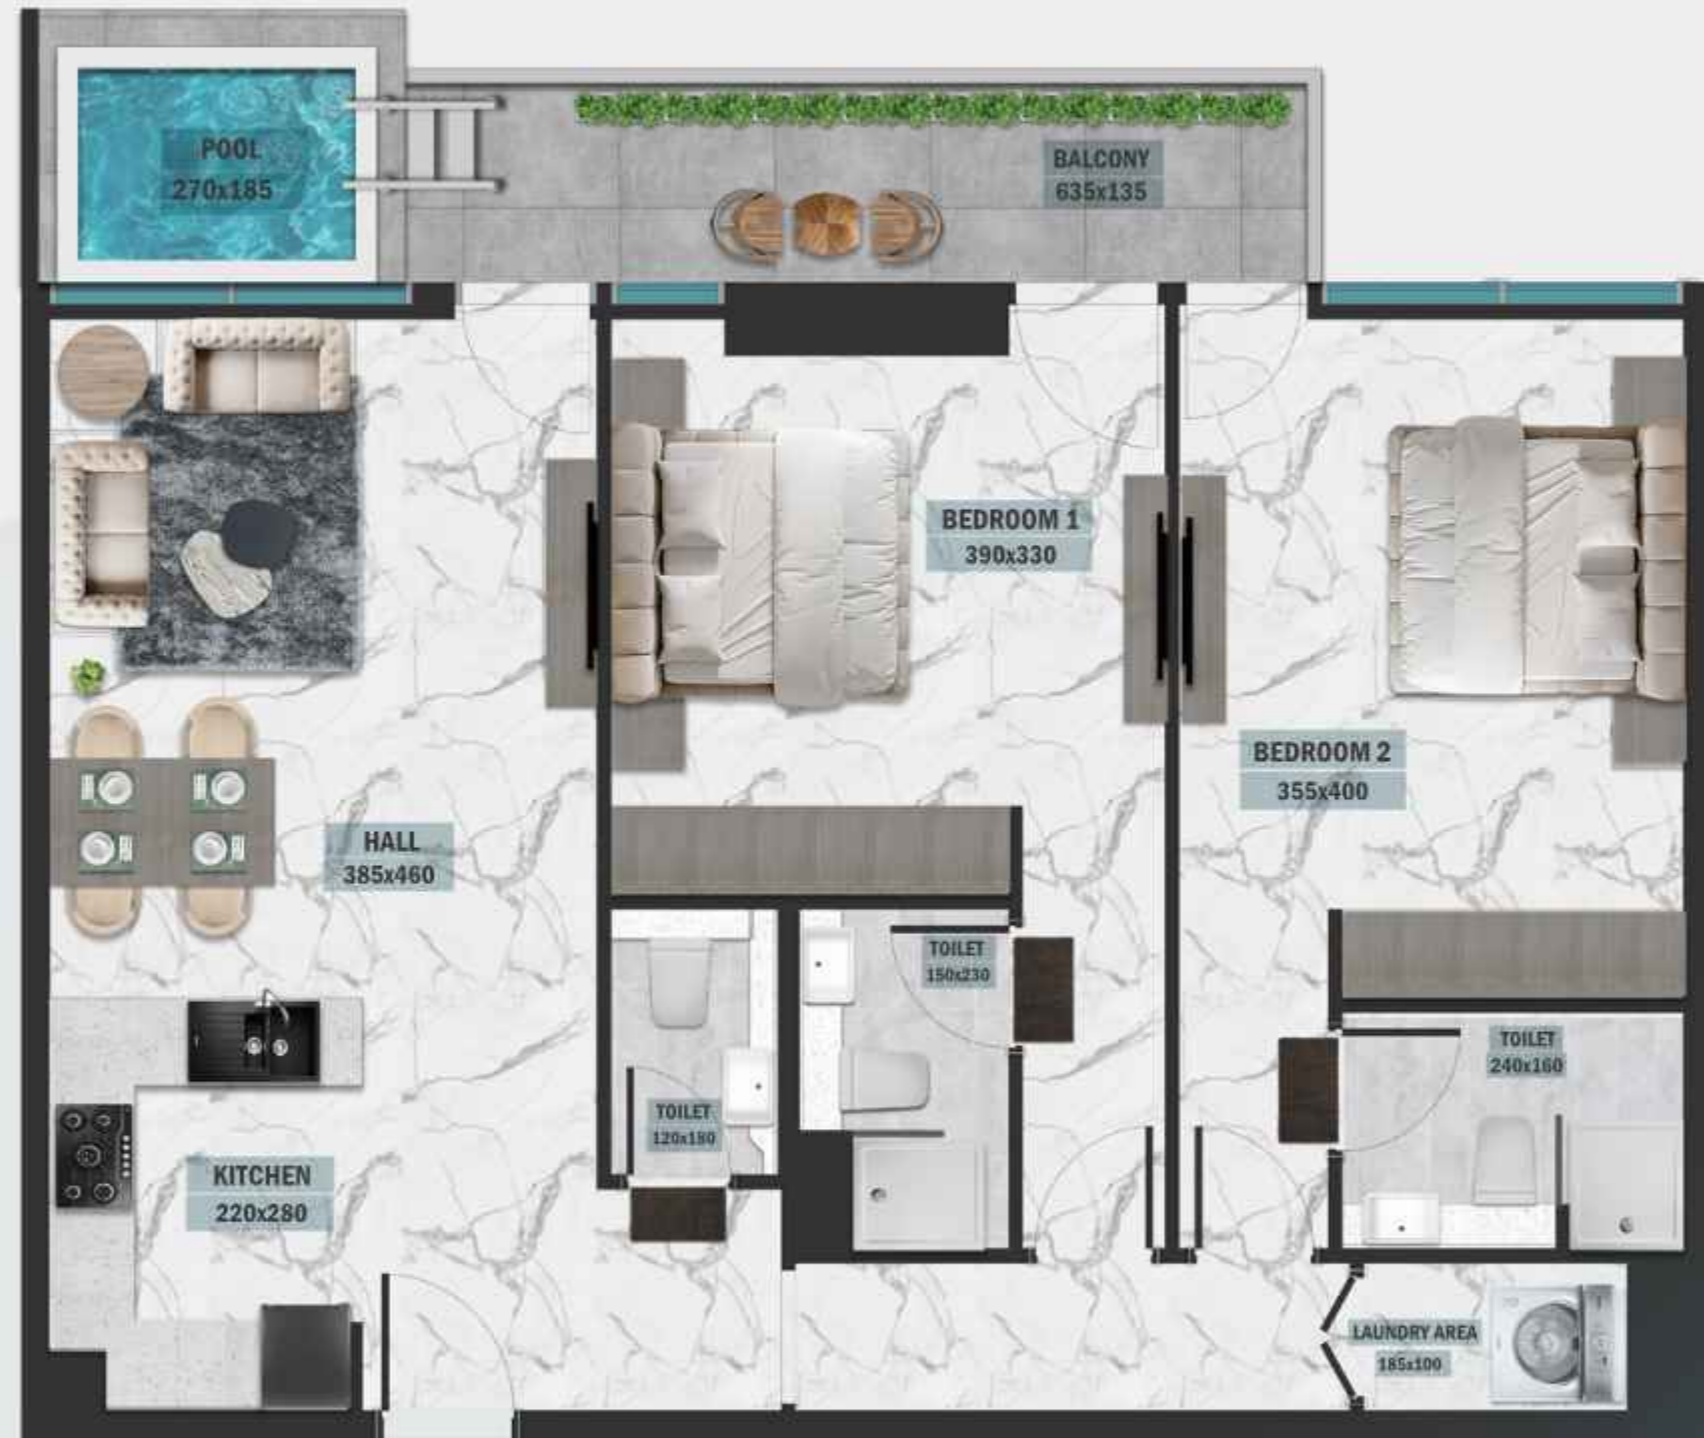 POOL
270x185
BALCONY
635x135
BEDROOM 1
390x330
BEDROOM 2
355x400
HALL
385x460
TOILET
150x230
TOILET
240x160
TOILET
120x180
KITCHEN
220x280
LAUNDRY AREA
185x100